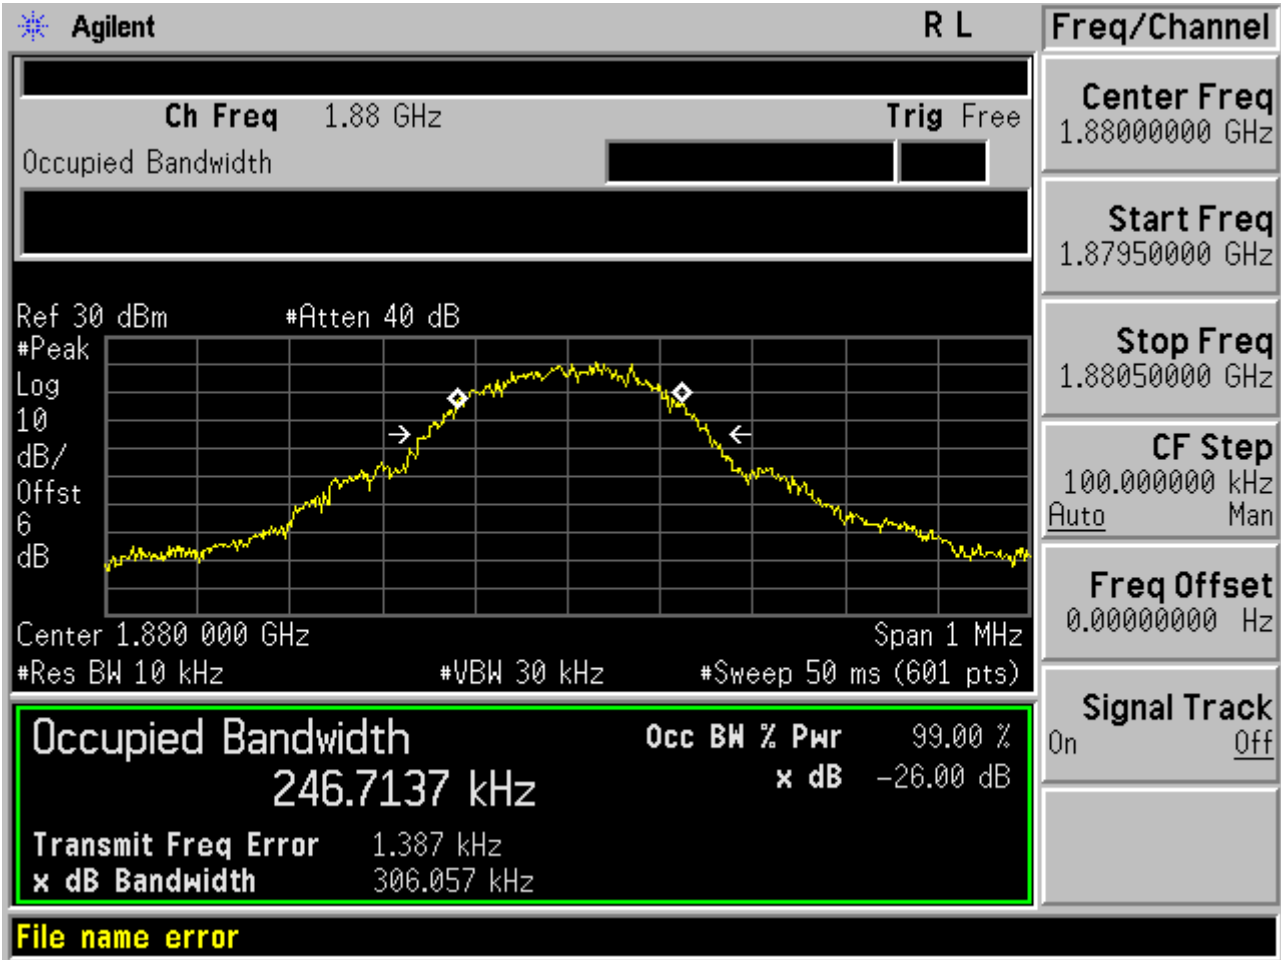 Agilent
R L
Freq/Channel
Ch Freq 1.88 GHz
Trig Free
Occupied Bandwidth
Center Freq
1.88000000 GHz
Start Freq
1.87950000 GHz
Stop Freq
1.88050000 GHz
CF Step
100.000000 kHz
Auto Man
Freq Offset
0.00000000 Hz
Signal Track
On Off
Ref 30 dBm #Atten 40 dB
#Peak
Log
10
dB/
Offst
6
dB
Center 1.880 000 GHz Span 1 MHz
#Res BW 10 kHz #VBW 30 kHz #Sweep 50 ms (601 pts)
Occupied Bandwidth
246.7137 kHz
Occ BW % Pwr 99.00 %
x dB -26.00 dB
Transmit Freq Error 1.387 kHz
x dB Bandwidth 306.057 kHz
File name error